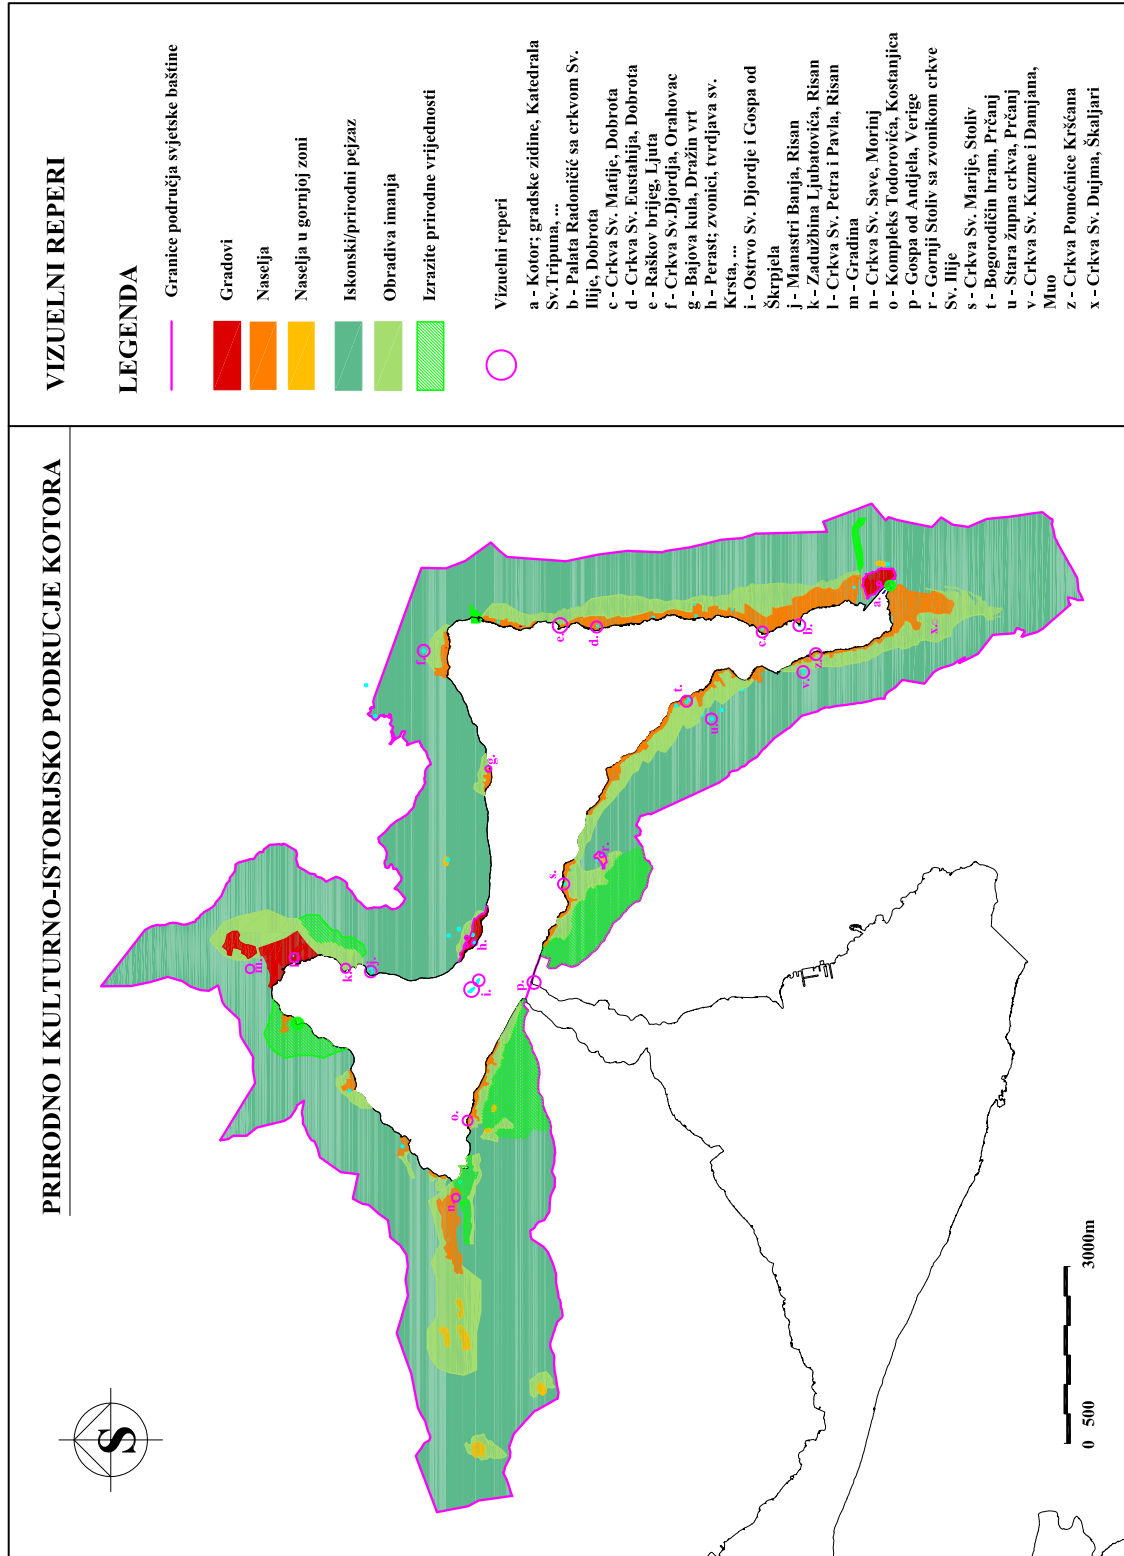 PRIRODNO I KULTURNO-ISTORIJSKO PODRUCJE KOTORA
VIZUELNI REPERI
LEGENDA
Granice područja svjetske baštine
Gradovi
Naselja
Naselja u gornjoj zoni
Iskonski/prirodni pejzaz
Obradiva imanja
Izrazite prirodne vrijednosti
Vizuelni reperi
a - Kotor; gradske zidine, Katedrala
Sv.Tripuna, ...
b - Palata Radoničić sa crkvom Sv.
Ilije, Dobrota
c - Crkva Sv. Matije, Dobrota
d - Crkva Sv. Eustahija, Dobrota
e - Raškov brijeg, Ljuta
f - Crkva Sv.Djordja, Orahovac
g - Bajova kula, Dražin vrt
h - Perast; zvonici, tvrdjava sv.
Krsta, ...
i - Ostrvo Sv. Djordje i Gospa od
Škrpjela
j - Manastri Banja, Risan
k - Zadužbina Ljubatovića, Risan
l - Crkva Sv. Petra i Pavla, Risan
m - Gradina
n - Crkva Sv. Save, Morinj
o - Kompleks Todorovića, Kostanjica
p - Gospa od Andjela, Verige
r - Gornji Stoliv sa zvonikom crkve
Sv. Ilije
s - Crkva Sv. Marije, Stoliv
t - Bogorodičin hram, Prčanj
u - Stara župna crkva, Prčanj
v - Crkva Sv. Kuzme i Damjana,
Muo
z - Crkva Pomoćnice Kršćana
x - Crkva Sv. Dujma, Škaljari
S
m.
k.
j.
i.
h.
g.
f.
e.
d.
c.
b.
a.
x.
z.
v.
u.
t.
r.
s.
p.
o.
n.
0 500 3000m